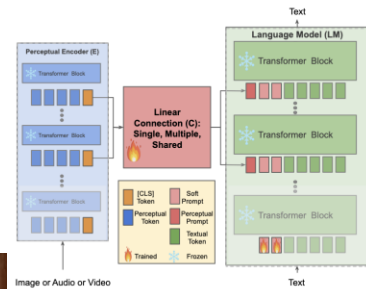 Text
Perceptual Encoder (E)
Transformer Block
Transformer Block
Transformer Block
Image or Audio or Video
Linear
Connection (C):
Single, Multiple,
Shared
[CLS]
Token
Perceptual
Token
Soft
Prompt
Perceptual
Prompt
Textual
Token
Trained
Frozen
Language Model (LM)
Transformer Block
Transformer Block
Transformer Block
Text